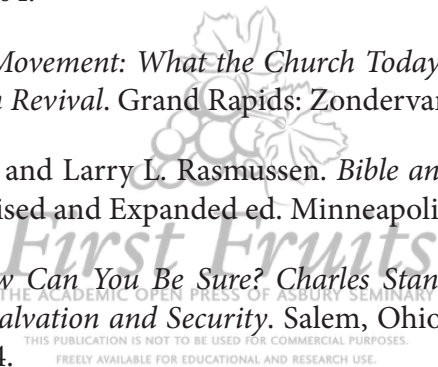 Movement: What the Church Today
Revival. Grand Rapids: Zondervan
and Larry L. Rasmussen. Bible an
ised and Expanded ed. Minneapoli
First Fruits
w Can You Be Sure? Charles Stan
THE ACADEMIC OPEN PRESS OF ASBURY SEMINARY
alvation and Security. Salem, Ohio
THIS PUBLICATION IS NOT TO BE USED FOR COMMERCIAL PURPOSES.
4.
FREELY AVAILABLE FOR EDUCATIONAL AND RESEARCH USE.